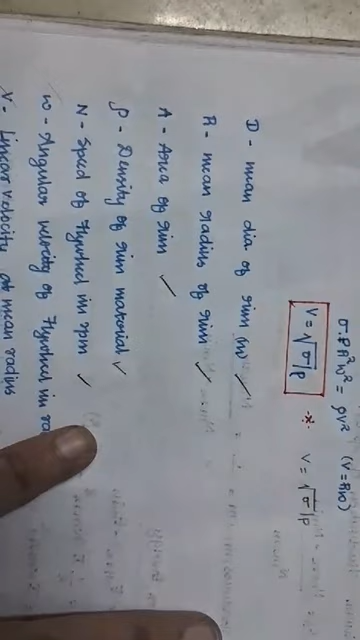 σ = ρR²ω² = ρV² (V = Rω)
V = √σ/ρ * V = √σ/ρ
D - mean dia of rim in ✓
R - mean radius of rim ✓
A - Area of rim ✓
ρ - Density of rim material ✓
N - Speed of flywheel in rpm ✓
ω - Angular velocity of flywheel in
V - Linear velocity at mean radius